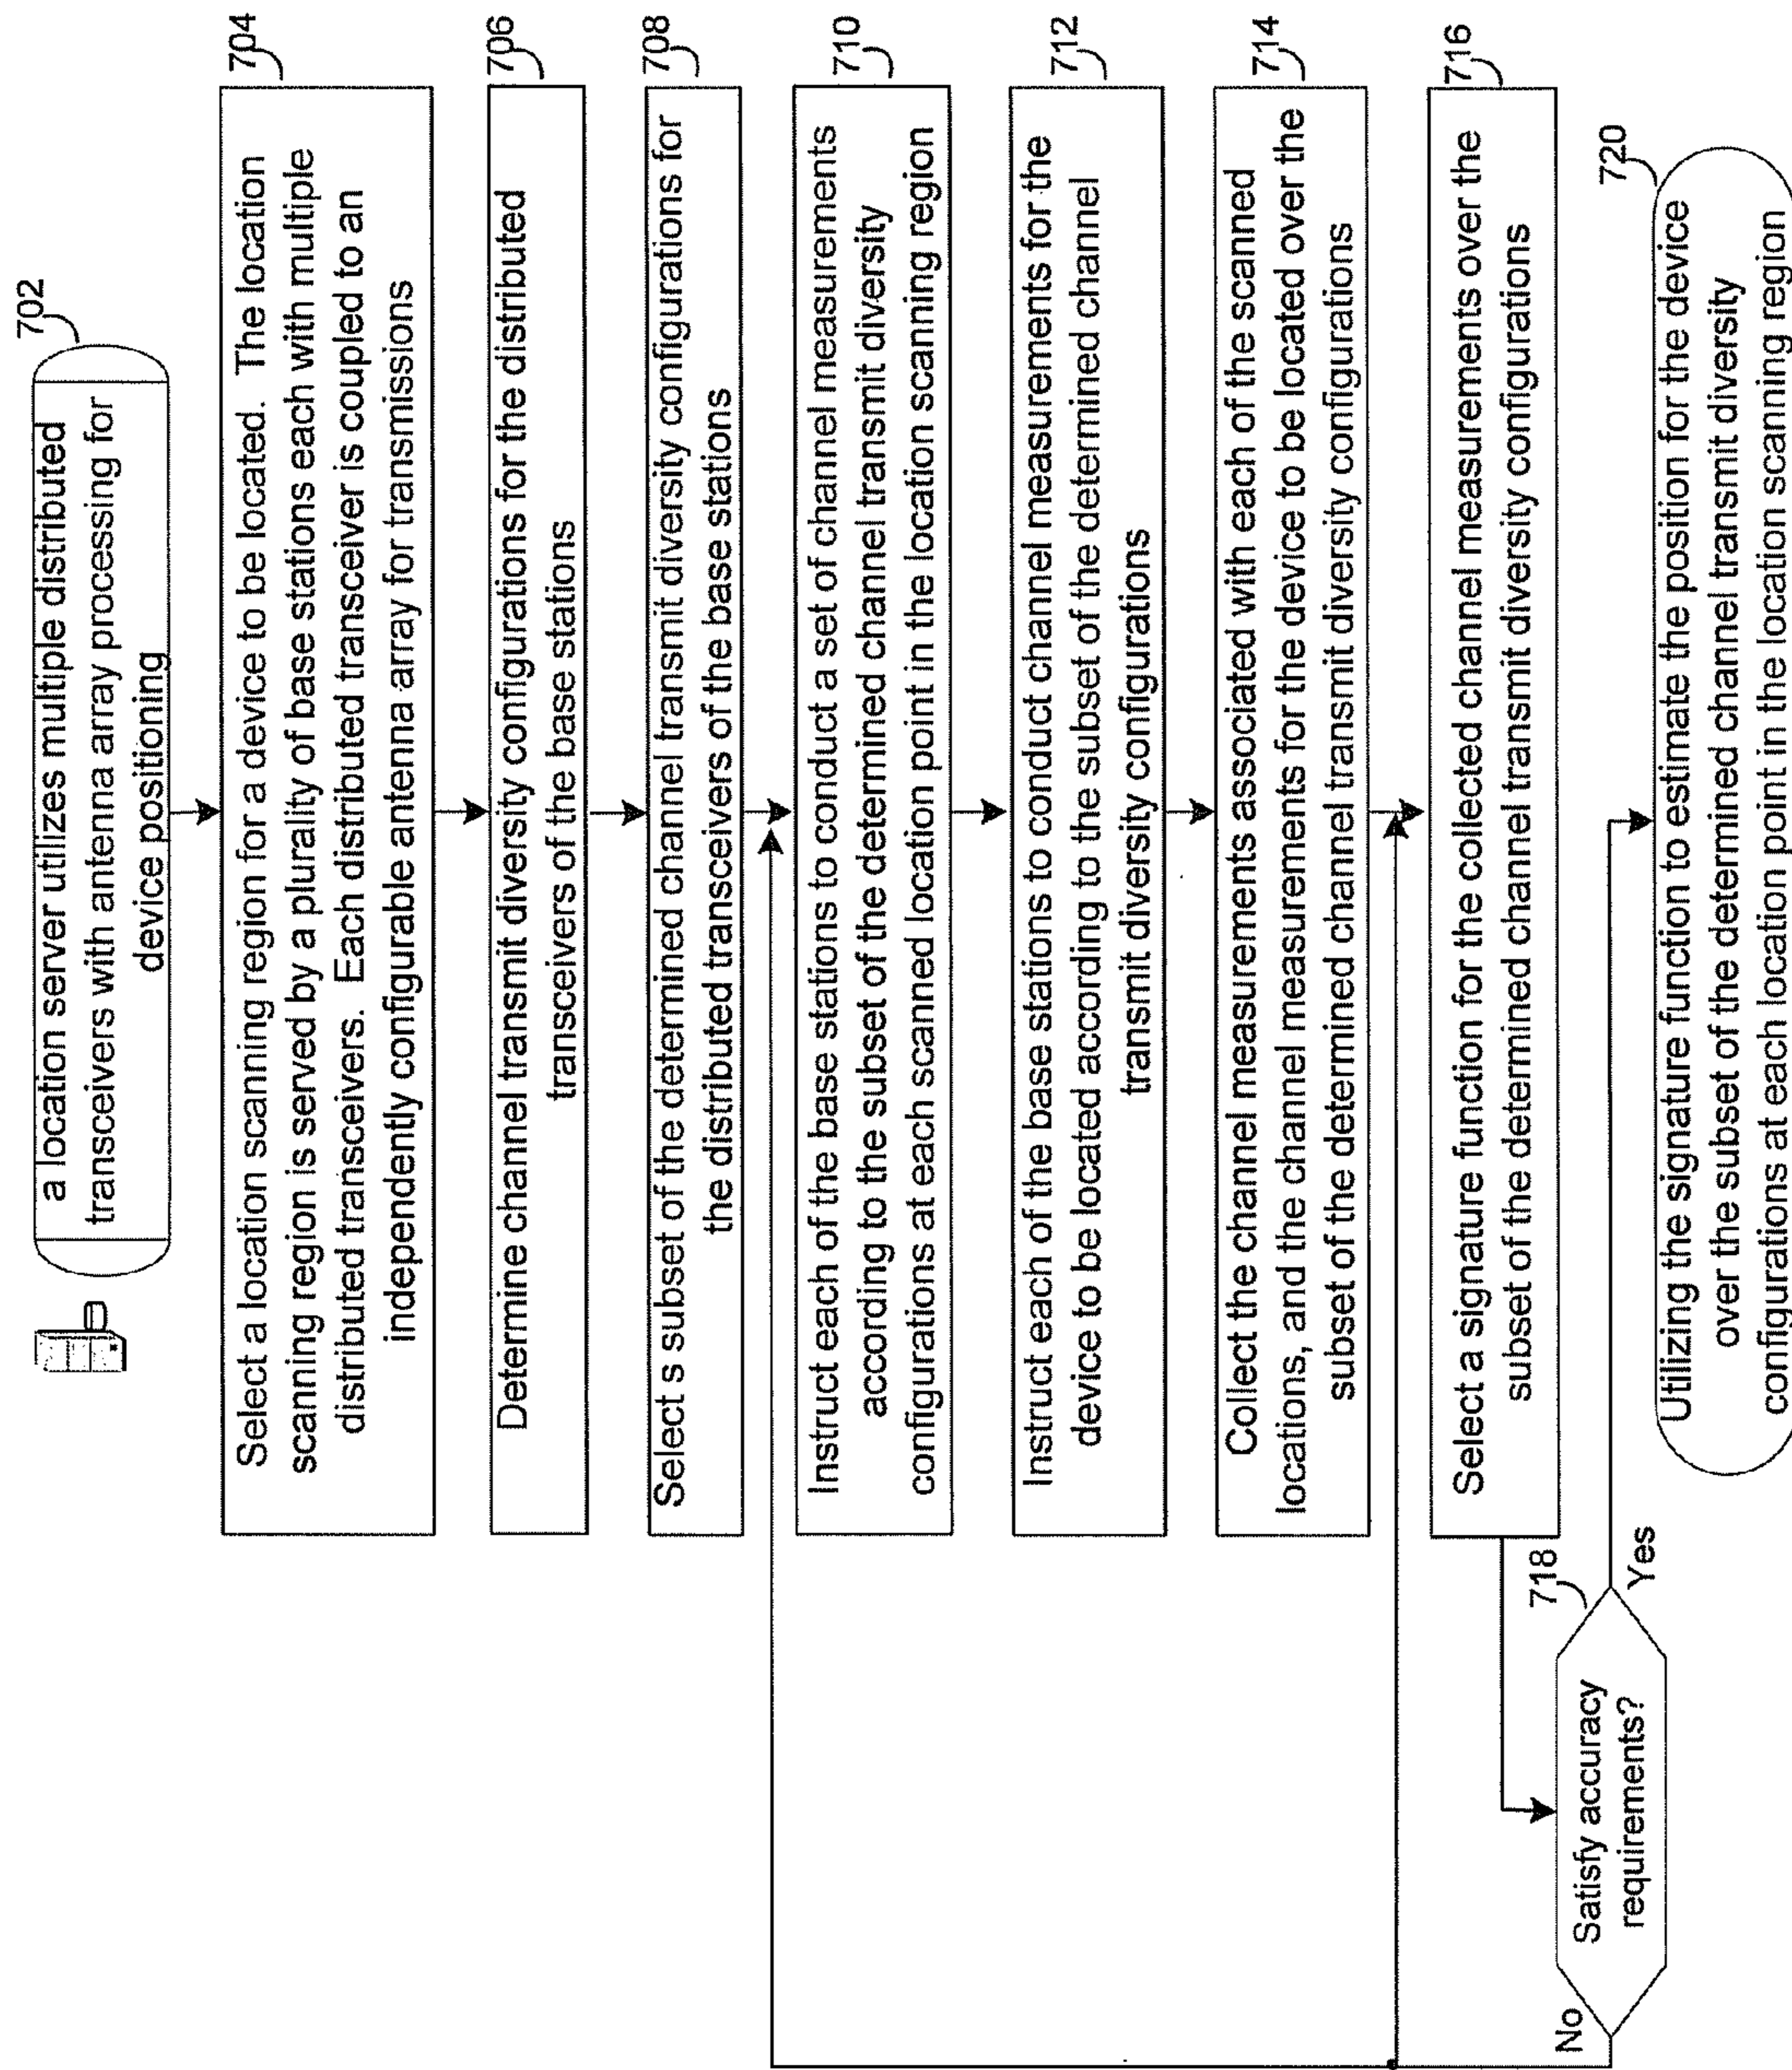 702
a location server utilizes multiple distributed
transceivers with antenna array processing for
device positioning
704
Select a location scanning region for a device to be located. The location
scanning region is served by a plurality of base stations each with multiple
distributed transceivers. Each distributed transceiver is coupled to an
independently configurable antenna array for transmissions
706
Determine channel transmit diversity configurations for the distributed
transceivers of the base stations
708
Select s subset of the determined channel transmit diversity configurations for
the distributed transceivers of the base stations
710
Instruct each of the base stations to conduct a set of channel measurements
according to the subset of the determined channel transmit diversity
configurations at each scanned location point in the location scanning region
712
Instruct each of the base stations to conduct channel measurements for the
device to be located according to the subset of the determined channel
transmit diversity configurations
714
Collect the channel measurements associated with each of the scanned
locations, and the channel measurements for the device to be located over the
subset of the determined channel transmit diversity configurations
716
Select a signature function for the collected channel measurements over the
subset of the determined channel transmit diversity configurations
718
Satisfy accuracy
requirements?
No
Yes
720
Utilizing the signature function to estimate the position for the device
over the subset of the determined channel transmit diversity
configurations at each location point in the location scanning region